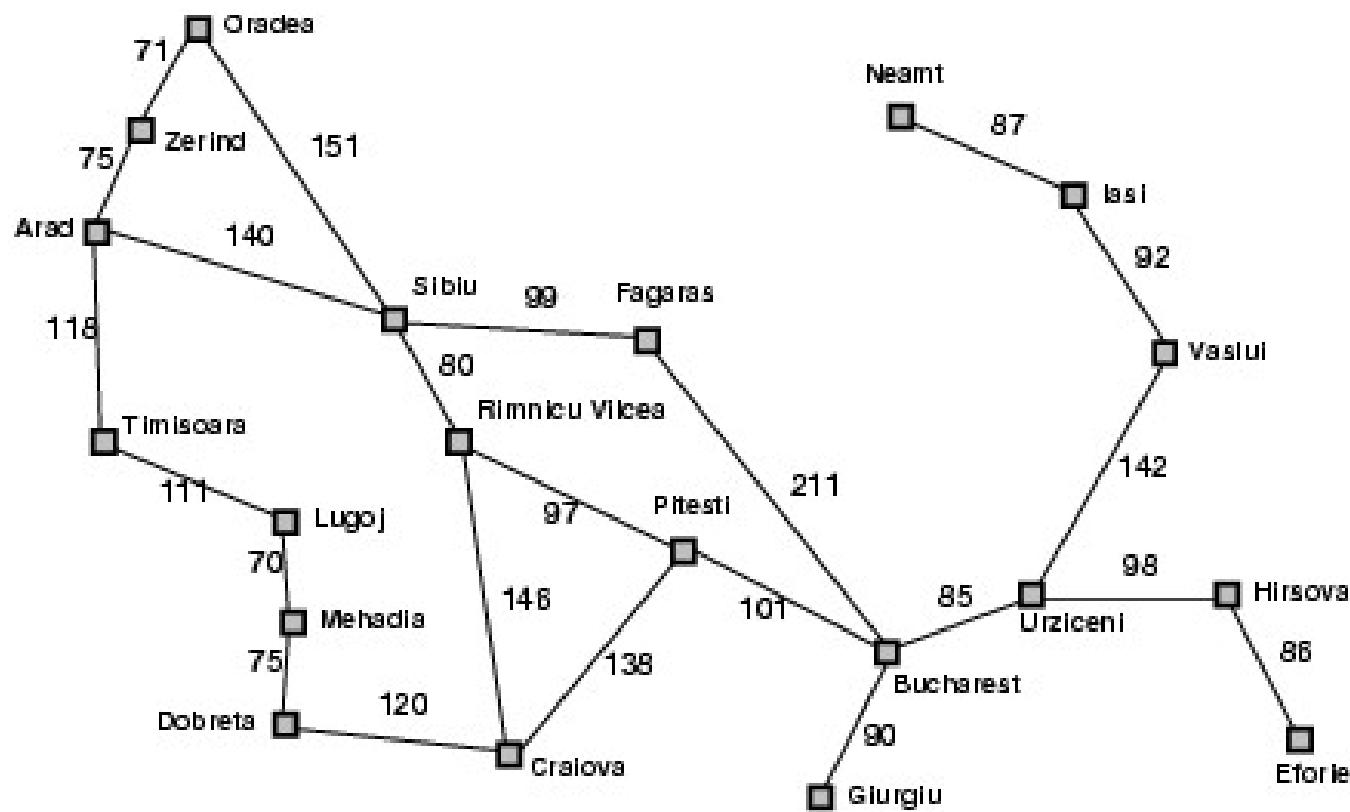 Oradea
71
Neamt
87
Zerind
151
75
Iasi
Arad
140
92
Sibiu
99
Fagaras
118
80
Vaslui
Timisoara
Rimnicu Vilcea
142
111
Lugoj
97
Pitesti
211
70
98
Hirsova
146
101
85
Mehadia
Urziceni
86
75
138
Bucharest
120
Dobreta
90
Craiova
Eforie
Giurgiu